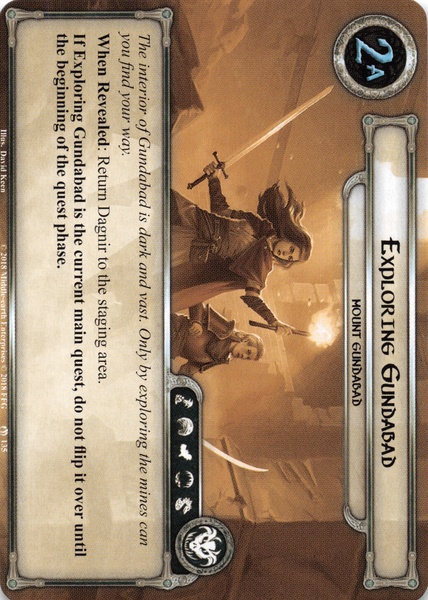 2A
EXPLORING GUNDABAD
MOUNT GUNDABAD
The interior of Gundabad is dark and vast. Only by exploring the mines can
you find your way.
When Revealed: Return Dagnir to the staging area.
If Exploring Gundabad is the current main quest, do not flip it over until
the beginning of the quest phase.
Illus. David Keen
© 2018 Middle-earth Enterprises © 2018 FFG
135